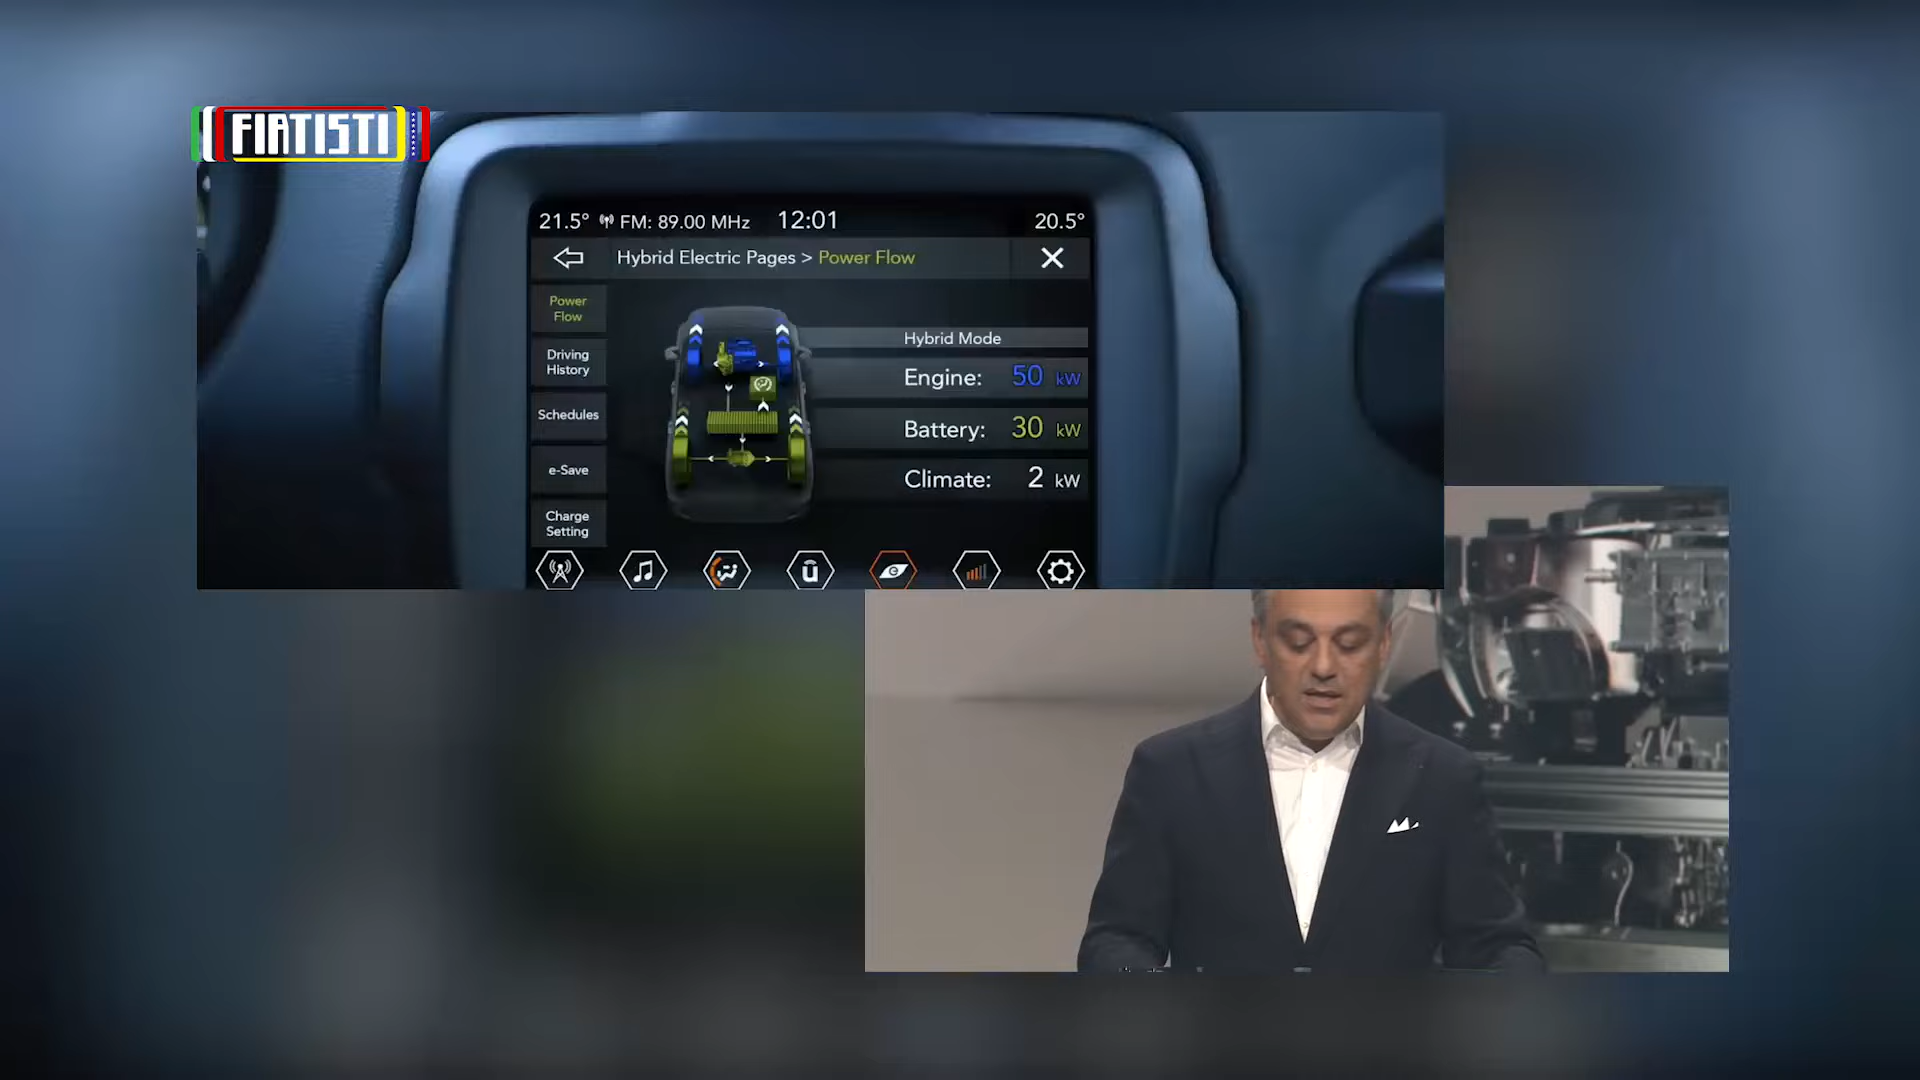 FIATISTI
21.5° FM: 89.00 MHz 12:01 20.5°
Hybrid Electric Pages > Power Flow
Power
Flow
Driving
History
Schedules
e-Save
Charge
Setting
Hybrid Mode
Engine: 50 kW
Battery: 30 kW
Climate: 2 kW